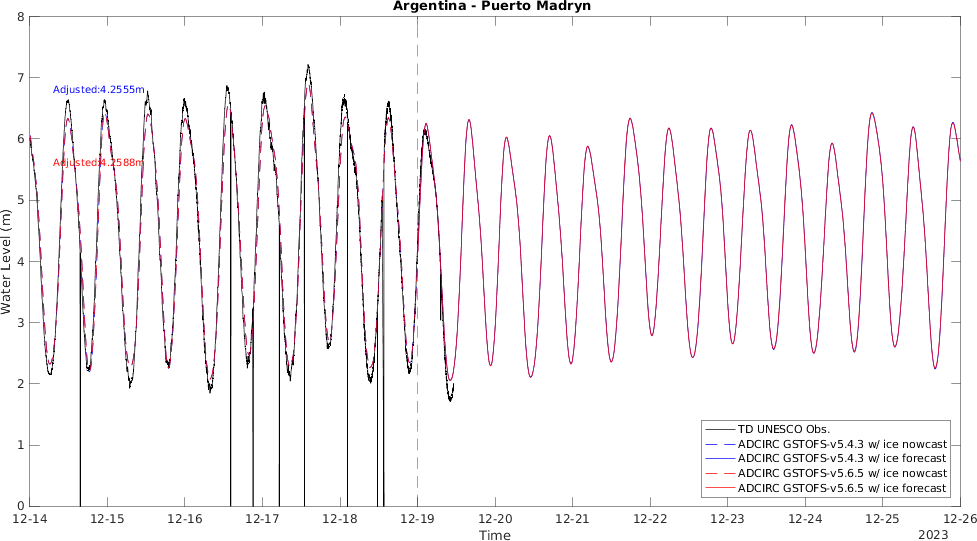 Argentina - Puerto Madryn
8
7
6
5
4
3
2
1
0
Water Level (m)
Adjusted:4.2555m
Adjusted:4.2588m
TD UNESCO Obs.
ADCIRC GSTOFS-v5.4.3 w/ ice nowcast
ADCIRC GSTOFS-v5.4.3 w/ ice forecast
ADCIRC GSTOFS-v5.6.5 w/ ice nowcast
ADCIRC GSTOFS-v5.6.5 w/ ice forecast
12-14 12-15 12-16 12-17 12-18 12-19 12-20 12-21 12-22 12-23 12-24 12-25 12-26
Time
2023